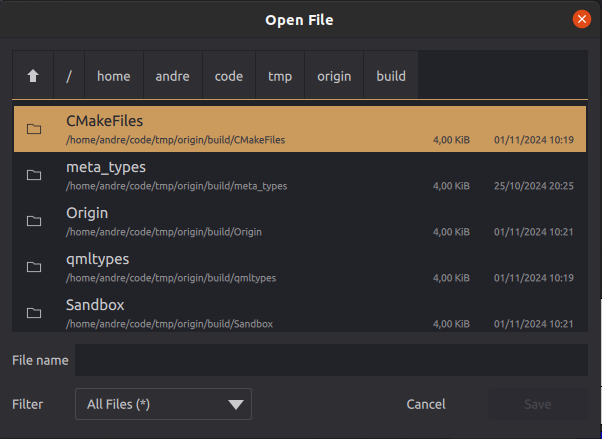 Open File
/ home andre code tmp origin build
CMakeFiles
/home/andre/code/tmp/origin/build/CMakeFiles 4,00 KiB 01/11/2024 10:19
meta_types
/home/andre/code/tmp/origin/build/meta_types 4,00 KiB 25/10/2024 20:25
Origin
/home/andre/code/tmp/origin/build/Origin 4,00 KiB 01/11/2024 10:21
qmltypes
/home/andre/code/tmp/origin/build/qmltypes 4,00 KiB 01/11/2024 10:19
Sandbox
/home/andre/code/tmp/origin/build/Sandbox 4,00 KiB 01/11/2024 10:21
File name
Filter All Files (*) Cancel Save